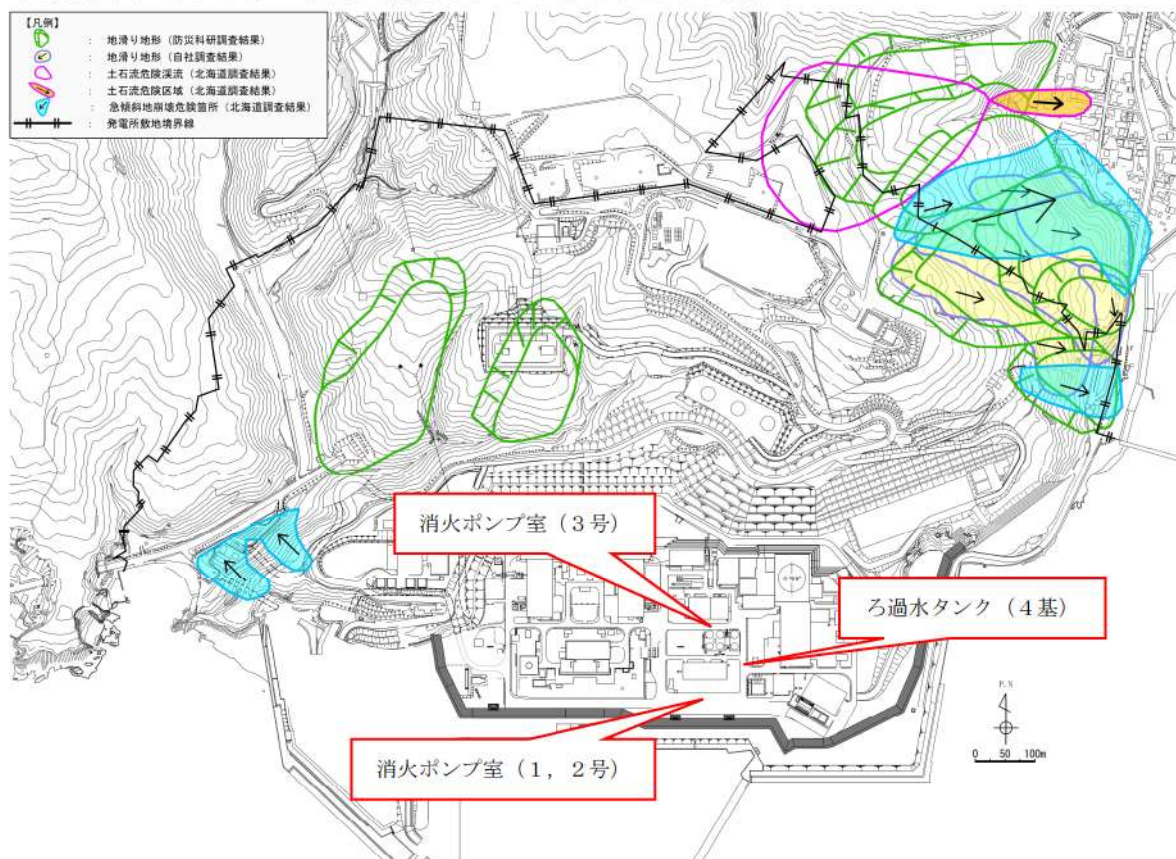 【凡例】
： 地滑り地形（防災科研調査結果）
： 地滑り地形（自社調査結果）
： 土石流危険渓流（北海道調査結果）
： 土石流危険区域（北海道調査結果）
： 急傾斜地崩壊危険箇所（北海道調査結果）
： 発電所敷地境界線
消火ポンプ室（３号）
ろ過水タンク（４基）
消火ポンプ室（１，２号）
P.N
0 50 100m